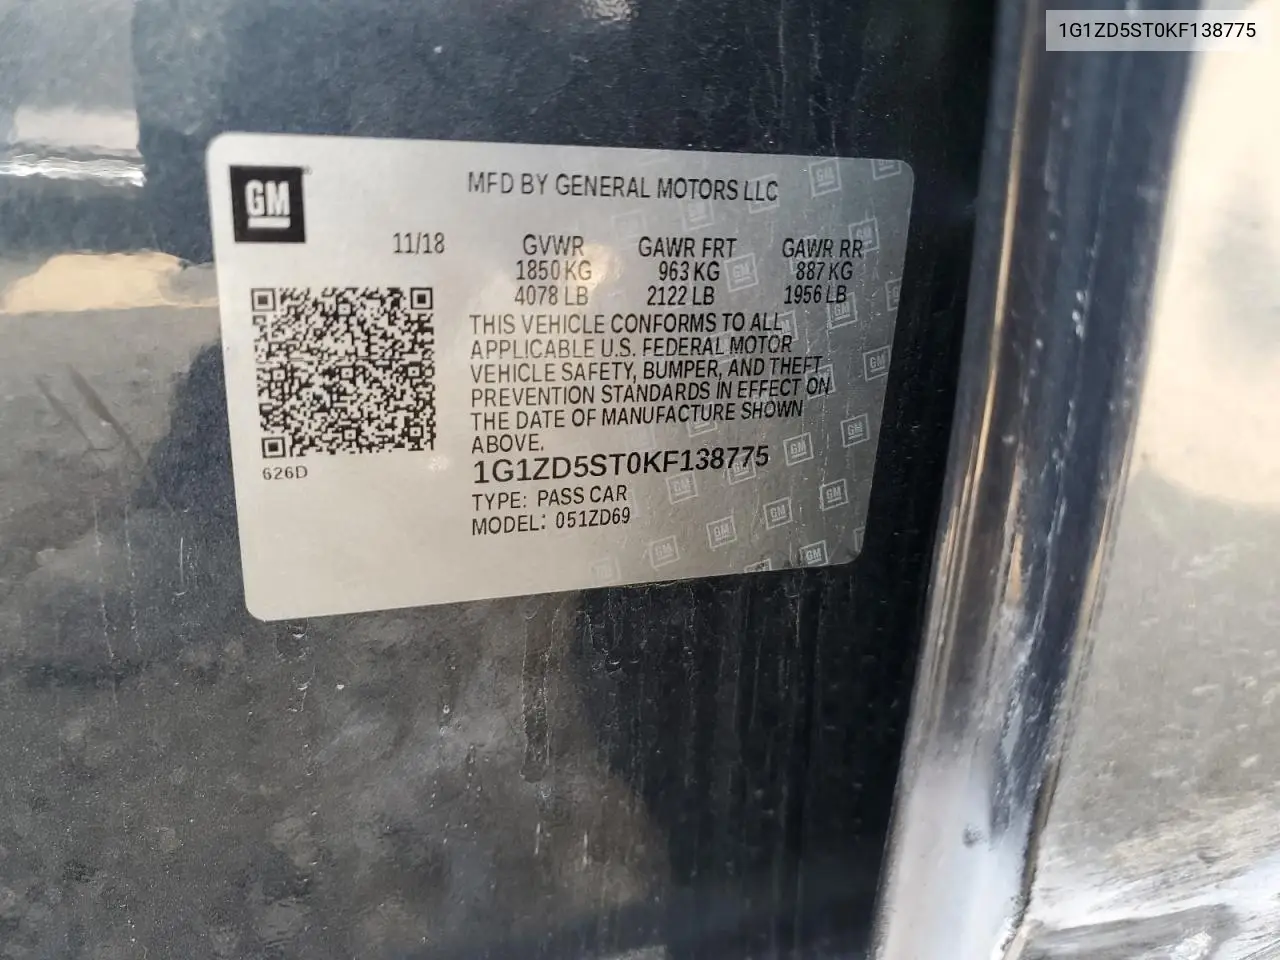 1G1ZD5ST0KF138775
GM
MFD BY GENERAL MOTORS LLC
11/18 GVWR GAWR FRT GAWR RR
1850 KG 963 KG 887 KG
4078 LB 2122 LB 1956 LB
THIS VEHICLE CONFORMS TO ALL
APPLICABLE U.S. FEDERAL MOTOR
VEHICLE SAFETY, BUMPER, AND THEFT
PREVENTION STANDARDS IN EFFECT ON
THE DATE OF MANUFACTURE SHOWN
ABOVE.
626D
1G1ZD5ST0KF138775
TYPE: PASS CAR
MODEL: 051ZD69